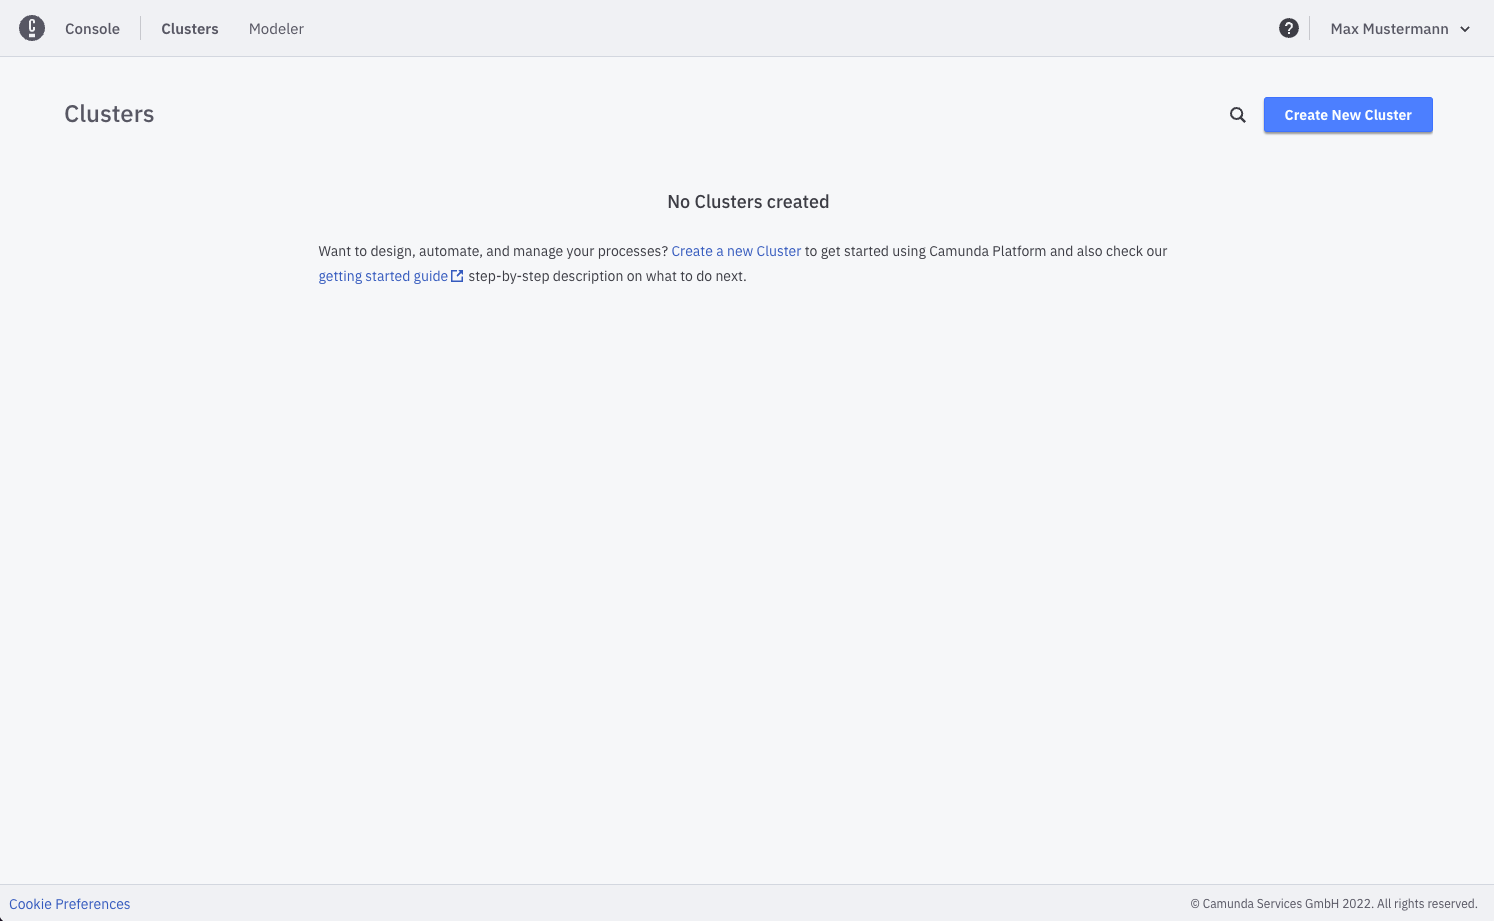 Console Clusters Modeler ? Max Mustermann
Clusters
Create New Cluster
No Clusters created
Want to design, automate, and manage your processes? Create a new Cluster to get started using Camunda Platform and also check our
getting started guide step-by-step description on what to do next.
Cookie Preferences
© Camunda Services GmbH 2022. All rights reserved.